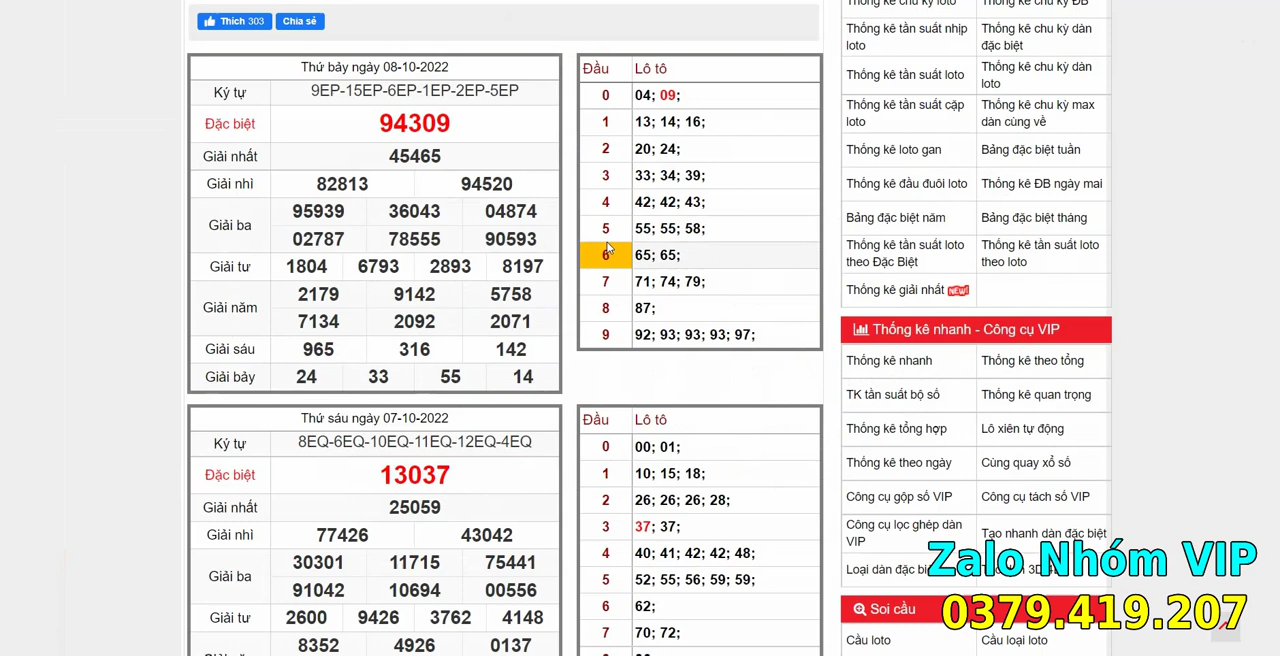 Thích 303 Chia sẻ
Thứ bảy ngày 08-10-2022
Ký tự 9EP-15EP-6EP-1EP-2EP-5EP
Đặc biệt 94309
Giải nhất 45465
Giải nhì 82813 94520
Giải ba 95939 36043 04874
02787 78555 90593
Giải tư 1804 6793 2893 8197
Giải năm 2179 9142 5758
7134 2092 2071
Giải sáu 965 316 142
Giải bảy 24 33 55 14
Đầu Lô tô
0 04; 09;
1 13; 14; 16;
2 20; 24;
3 33; 34; 39;
4 42; 42; 43;
5 55; 55; 58;
6 65; 65;
7 71; 74; 79;
8 87;
9 92; 93; 93; 93; 97;
Thứ sáu ngày 07-10-2022
Ký tự 8EQ-6EQ-10EQ-11EQ-12EQ-4EQ
Đặc biệt 13037
Giải nhất 25059
Giải nhì 77426 43042
Giải ba 30301 11715 75441
91042 10694 00556
Giải tư 2600 9426 3762 4148
8352 4926 0137
Đầu Lô tô
0 00; 01;
1 10; 15; 18;
2 26; 26; 26; 28;
3 37; 37;
4 40; 41; 42; 42; 48;
5 52; 55; 56; 59; 59;
6 62;
7 70; 72;
Thống kê chu kỳ loto Thống kê chu kỳ ĐB
Thống kê tần suất nhịp loto Thống kê chu kỳ dàn đặc biệt
Thống kê tần suất loto Thống kê chu kỳ dàn loto
Thống kê tần suất cặp loto Thống kê chu kỳ max dàn cùng về
Thống kê loto gan Bảng đặc biệt tuần
Thống kê đầu đuôi loto Thống kê ĐB ngày mai
Bảng đặc biệt năm Bảng đặc biệt tháng
Thống kê tần suất loto theo Đặc Biệt Thống kê tần suất loto theo loto
Thống kê giải nhất NEW!
Thống kê nhanh - Công cụ VIP
Thống kê nhanh Thống kê theo tổng
TK tần suất bộ số Thống kê quan trọng
Thống kê tổng hợp Lô xiên tự động
Thống kê theo ngày Cùng quay xổ số
Công cụ gộp số VIP Công cụ tách số VIP
Công cụ lọc ghép dàn VIP Tạo nhanh dàn đặc biệt
Loại dàn đặc
Zalo Nhóm VIP
0379.419.207
Soi cầu
Cầu loto Cầu loại loto